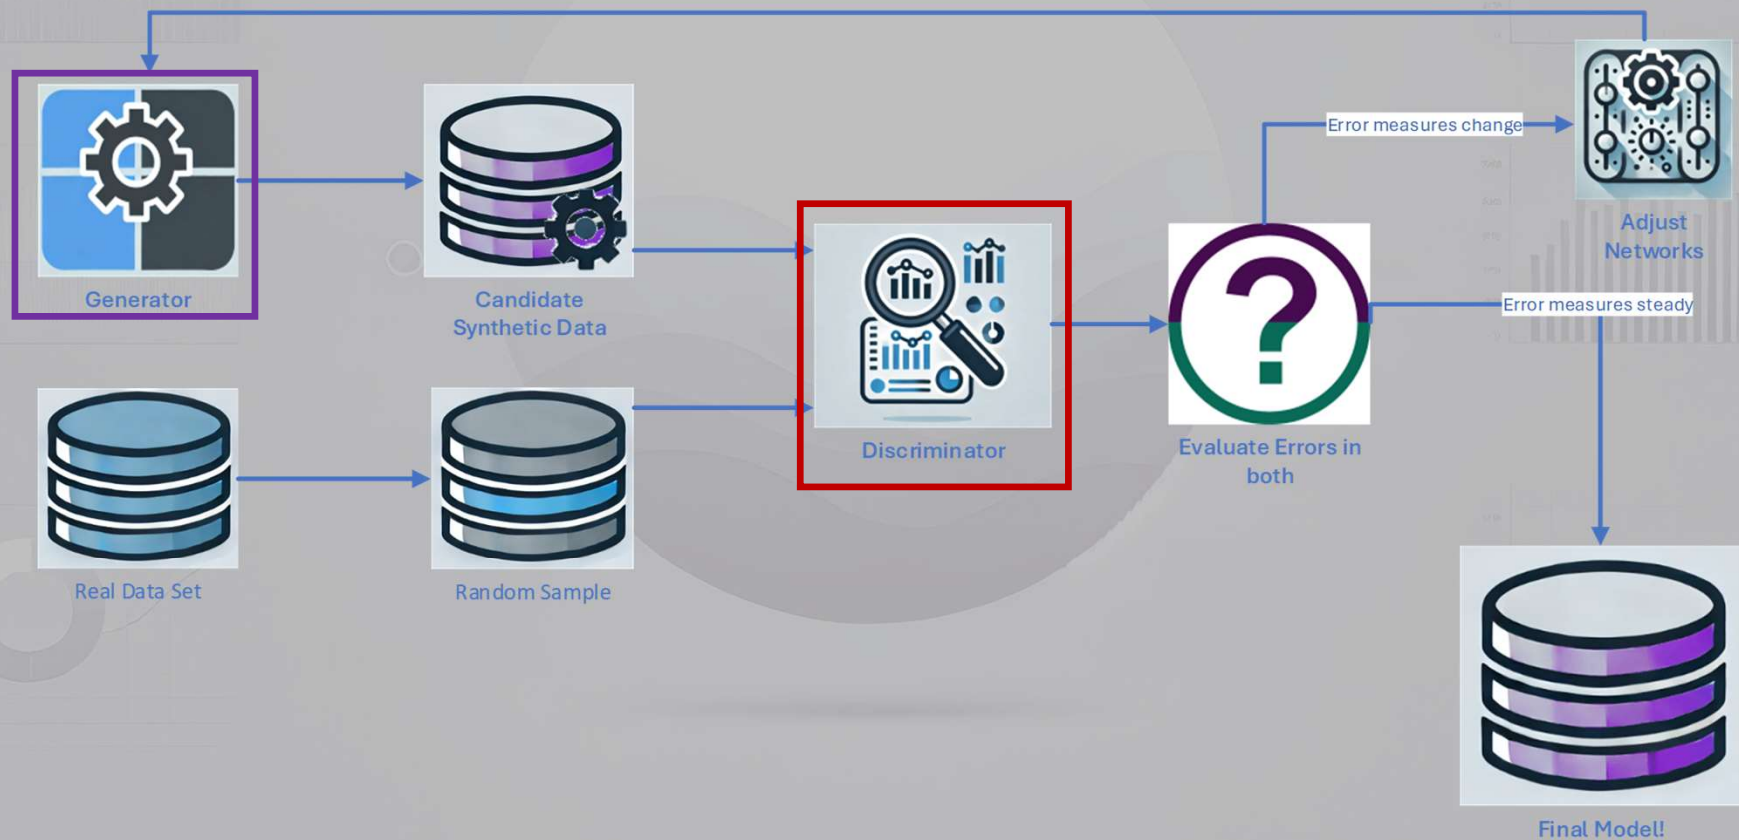 Error measures change
Adjust
Networks
Generator
Candidate
Synthetic Data
Error measures steady
Discriminator
Evaluate Errors in
both
Real Data Set
Random Sample
Final Model!